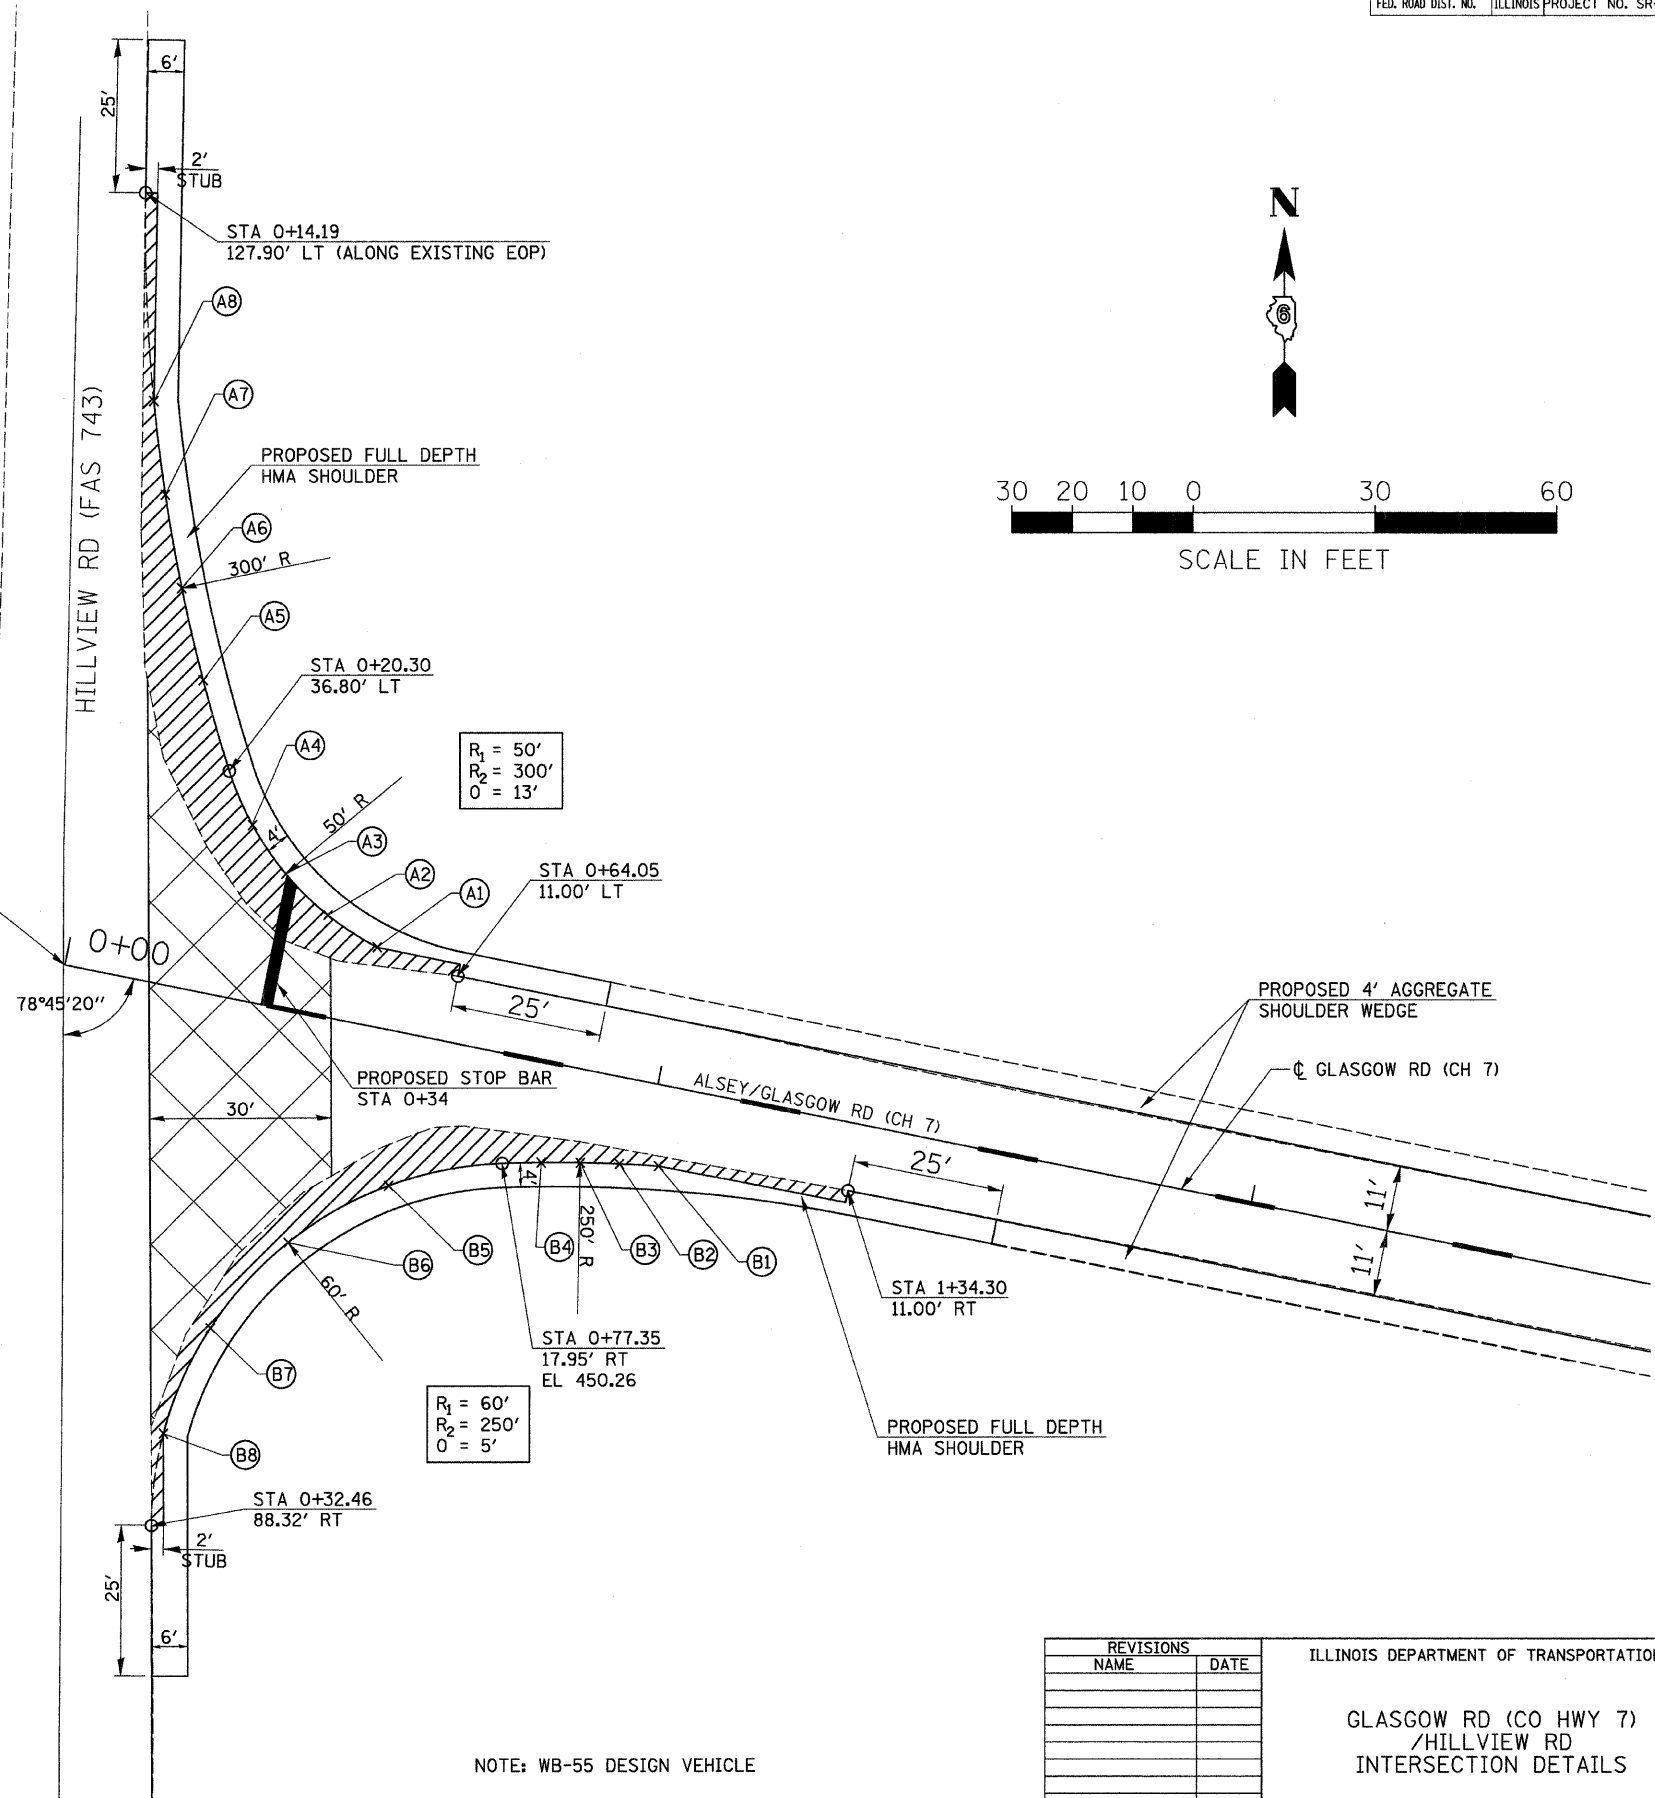 FED. ROAD DIST. NO.
ILLINOIS
PROJECT NO. SR-
6'
25'
2'
STUB
STA 0+14.19
127.90' LT (ALONG EXISTING EOP)
N
6
A8
A7
HILLVIEW RD (FAS 743)
PROPOSED FULL DEPTH
HMA SHOULDER
30 20 10 0 30 60
SCALE IN FEET
A6
300' R
A5
STA 0+20.30
36.80' LT
A4
R1 = 50'
R2 = 300'
O = 13'
50' R
4'
A3
A2
A1
STA 0+64.05
11.00' LT
0+00
78°45'20"
25'
PROPOSED 4' AGGREGATE
SHOULDER WEDGE
℄ GLASGOW RD (CH 7)
PROPOSED STOP BAR
STA 0+34
ALSEY/GLASGOW RD (CH 7)
30'
25'
11'
11'
4'
250' R
B5
B4
B3
B2
B1
B6
60' R
STA 1+34.30
11.00' RT
STA 0+77.35
17.95' RT
EL 450.26
B7
R1 = 60'
R2 = 250'
O = 5'
PROPOSED FULL DEPTH
HMA SHOULDER
B8
STA 0+32.46
88.32' RT
2'
STUB
25'
6'
NOTE: WB-55 DESIGN VEHICLE
REVISIONS
NAME
DATE
ILLINOIS DEPARTMENT OF TRANSPORTATIO
GLASGOW RD (CO HWY 7)
/HILLVIEW RD
INTERSECTION DETAILS